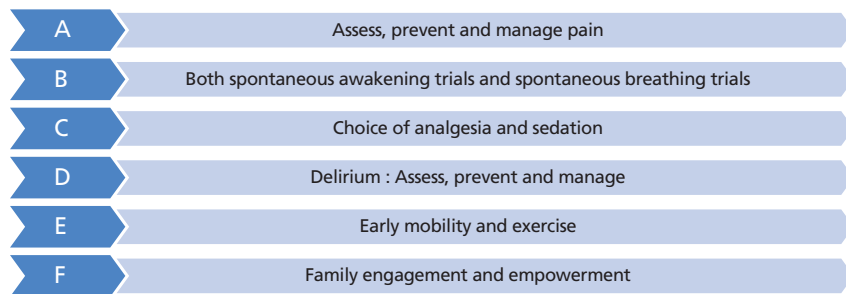 A Assess, prevent and manage pain
B Both spontaneous awakening trials and spontaneous breathing trials
C Choice of analgesia and sedation
D Delirium : Assess, prevent and manage
E Early mobility and exercise
F Family engagement and empowerment